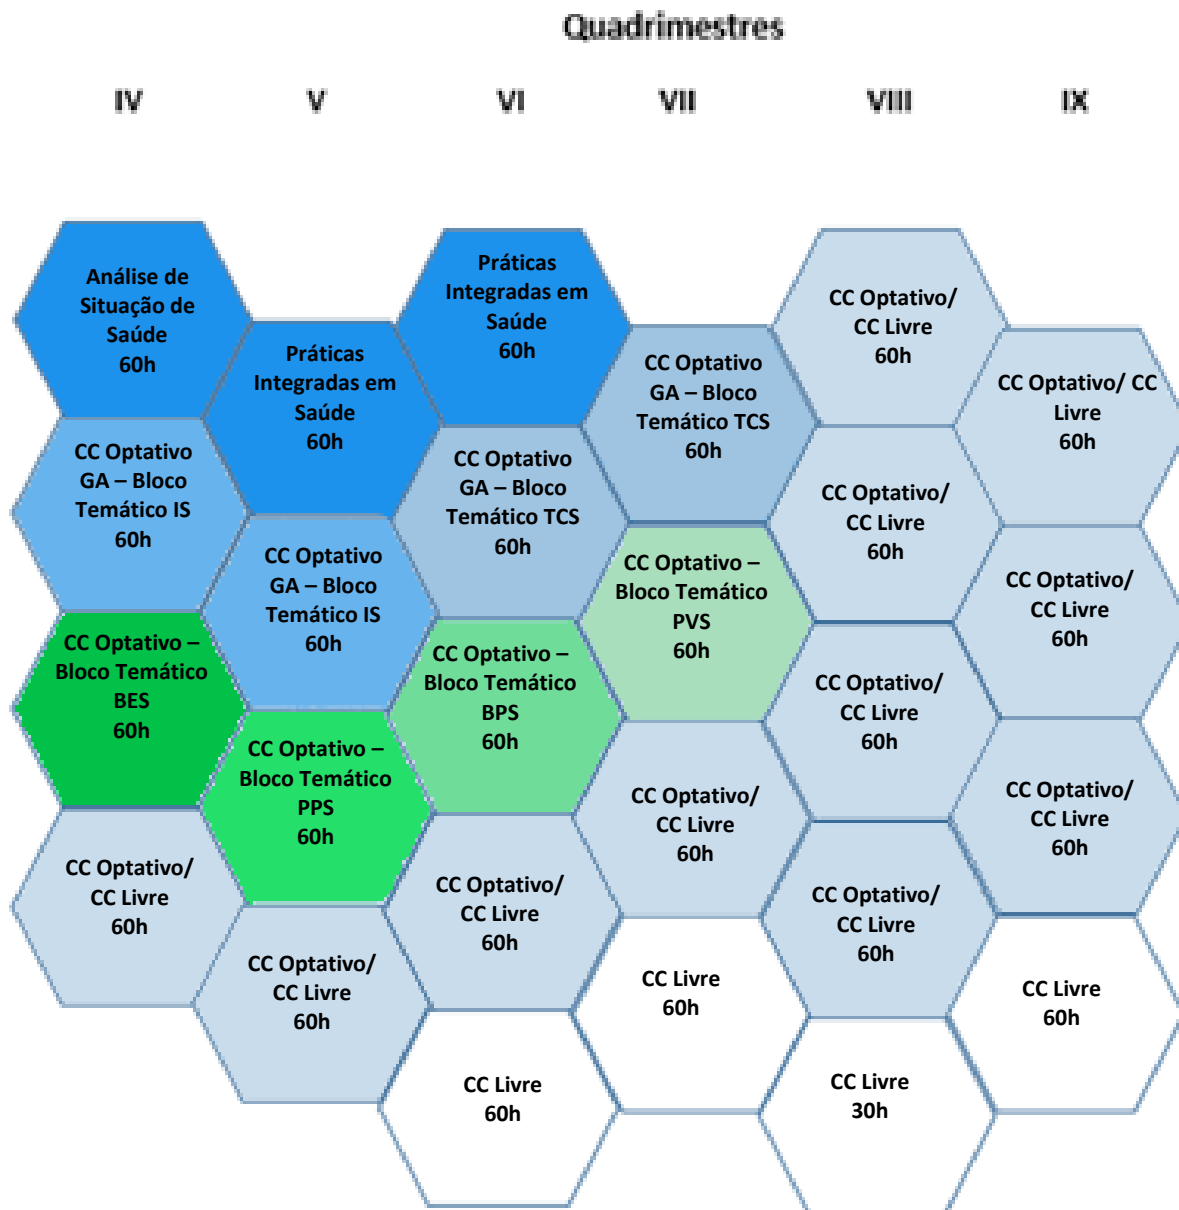 Quadrimestres
IV
V
VI
VII
VIII
IX
Análise de
Situação de
Saúde
60h
CC Optativo
GA – Bloco
Temático IS
60h
CC Optativo –
Bloco Temático
BES
60h
CC Optativo/
CC Livre
60h
Práticas
Integradas em
Saúde
60h
CC Optativo
GA – Bloco
Temático IS
60h
CC Optativo –
Bloco Temático
PPS
60h
CC Optativo/
CC Livre
60h
Práticas
Integradas em
Saúde
60h
CC Optativo
GA – Bloco
Temático TCS
60h
CC Optativo –
Bloco Temático
BPS
60h
CC Optativo/
CC Livre
60h
CC Livre
60h
CC Optativo
GA – Bloco
Temático TCS
60h
CC Optativo –
Bloco Temático
PVS
60h
CC Optativo/
CC Livre
60h
CC Livre
60h
CC Optativo/
CC Livre
60h
CC Optativo/
CC Livre
60h
CC Optativo/
CC Livre
60h
CC Optativo/
CC Livre
60h
CC Livre
30h
CC Optativo/ CC
Livre
60h
CC Optativo/
CC Livre
60h
CC Optativo/
CC Livre
60h
CC Livre
60h